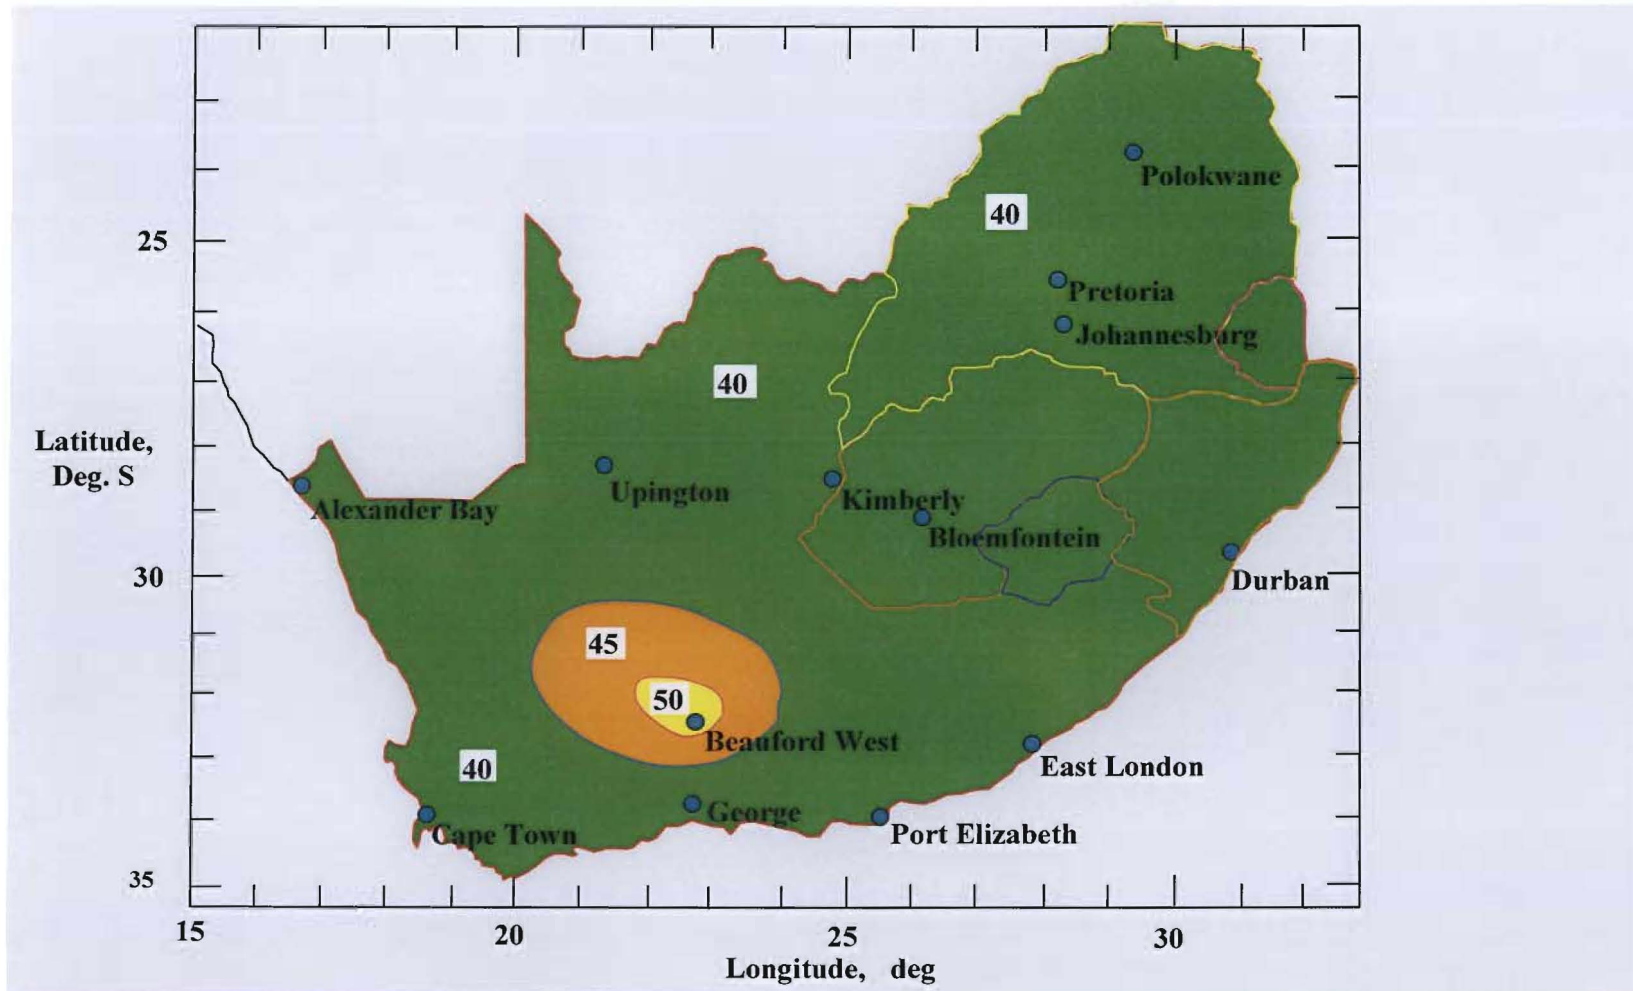 Polokwane
40
25
Pretoria
Johannesburg
40
Latitude,
Deg. S
Upington
Kimberly
Alexander Bay
Bloemfontein
30
Durban
45
50
Beauford West
East London
40
George
Cape Town
Port Elizabeth
35
15
20
25
30
Longitude, deg